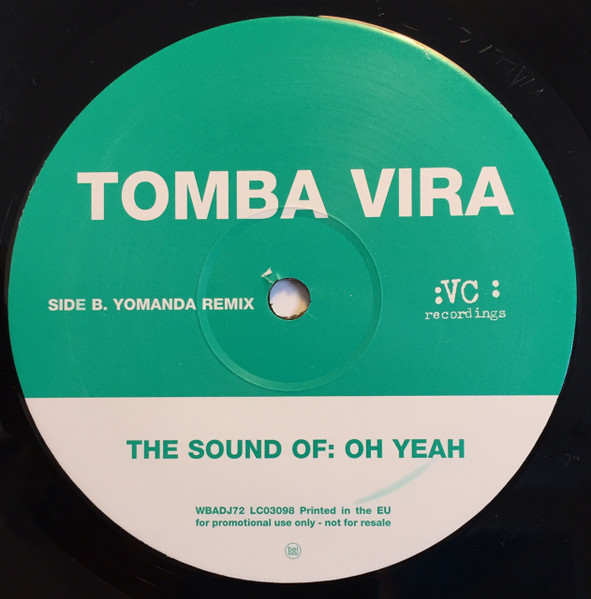 TOMBA VIRA
SIDE B. YOMANDA REMIX
:VC :
recordings
THE SOUND OF: OH YEAH
WBADJ72 LC03098 Printed in the EU
for promotional use only - not for resale